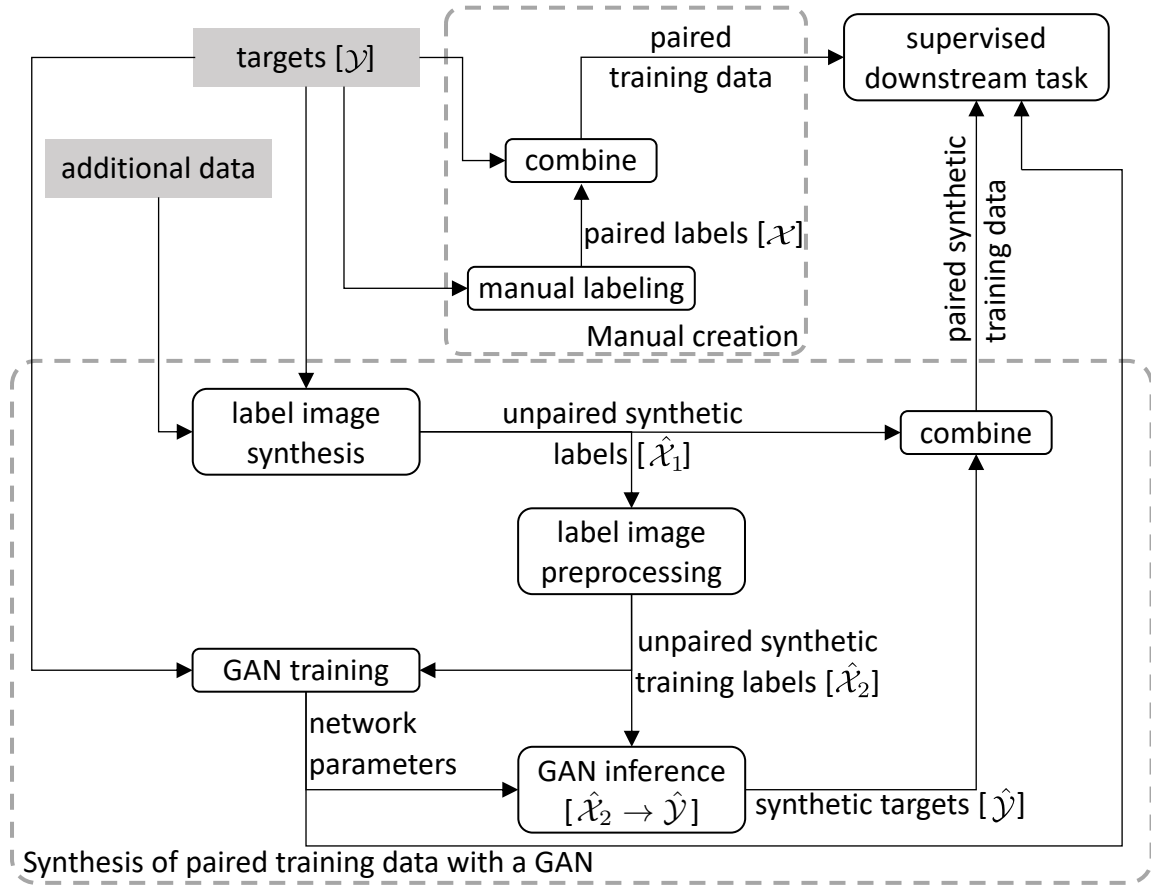 targets [𝒴]
paired
training data
supervised
downstream task
additional data
combine
paired labels [𝒳]
manual labeling
Manual creation
paired synthetic
training data
label image
synthesis
unpaired synthetic
labels [𝒳̂₁]
combine
label image
preprocessing
GAN training
unpaired synthetic
training labels [𝒳̂₂]
network
parameters
GAN inference
[𝒳̂₂ → 𝒴̂]
synthetic targets [𝒴̂]
Synthesis of paired training data with a GAN